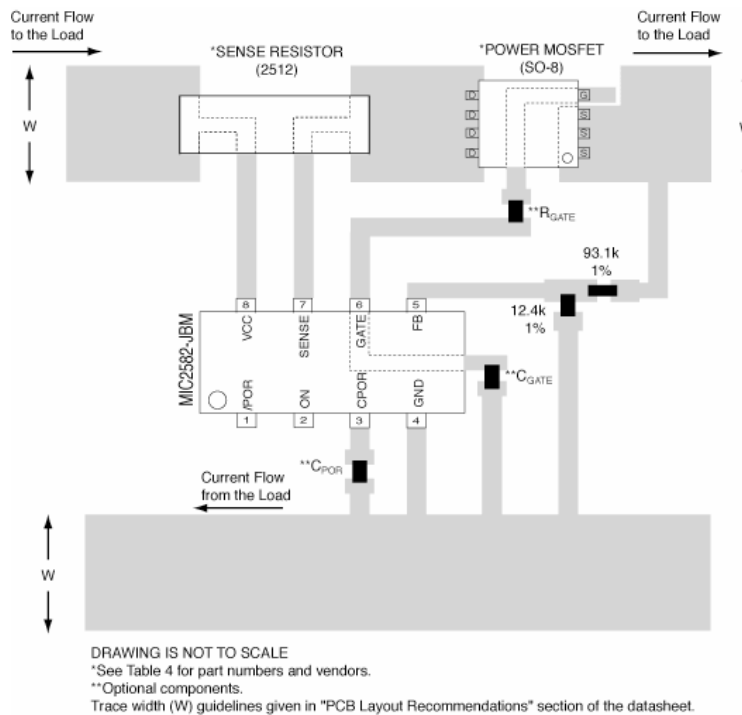 Current Flow
to the Load
Current Flow
to the Load
*SENSE RESISTOR
(2512)
*POWER MOSFET
(SO-8)
W
D
D
D
D
G
S
S
S
W
**R_GATE
93.1k
1%
12.4k
1%
8
7
6
5
VCC
SENSE
GATE
FB
MIC2582-JBM
/POR
ON
CPOR
GND
1
2
3
4
**C_GATE
**C_POR
Current Flow
from the Load
W
DRAWING IS NOT TO SCALE
*See Table 4 for part numbers and vendors.
**Optional components.
Trace width (W) guidelines given in "PCB Layout Recommendations" section of the datasheet.